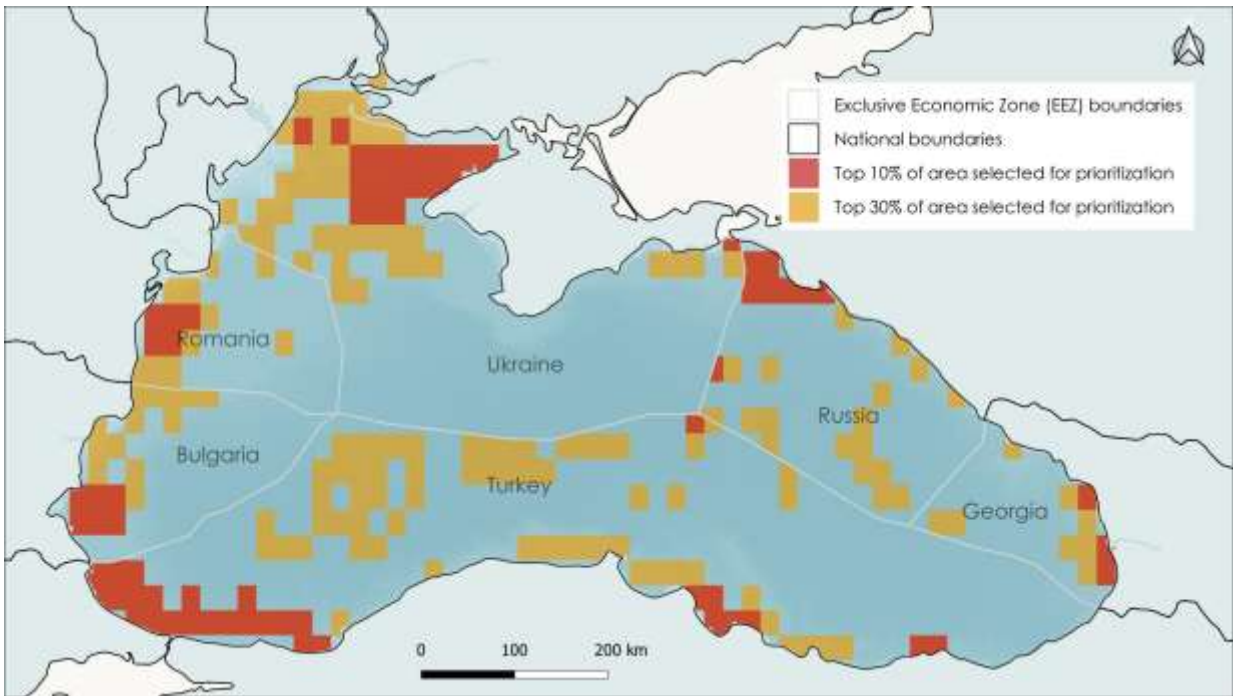 Exclusive Economic Zone (EEZ) boundaries
National boundaries
Top 10% of area selected for prioritization
Top 30% of area selected for prioritization
Romania
Ukraine
Russia
Bulgaria
Turkey
Georgia
0 100 200 km